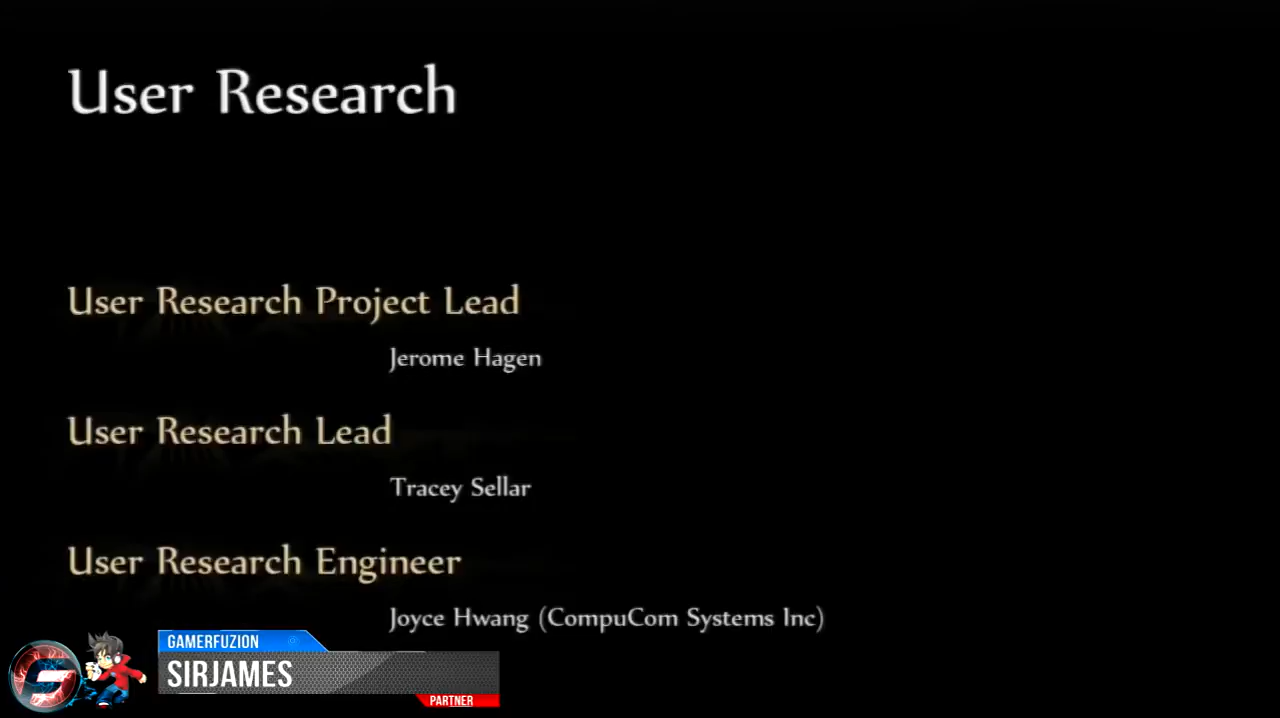 User Research
User Research Project Lead
Jerome Hagen
User Research Lead
Tracey Sellar
User Research Engineer
Joyce Hwang (CompuCom Systems Inc)
GAMERFUZION
SIRJAMES
PARTNER